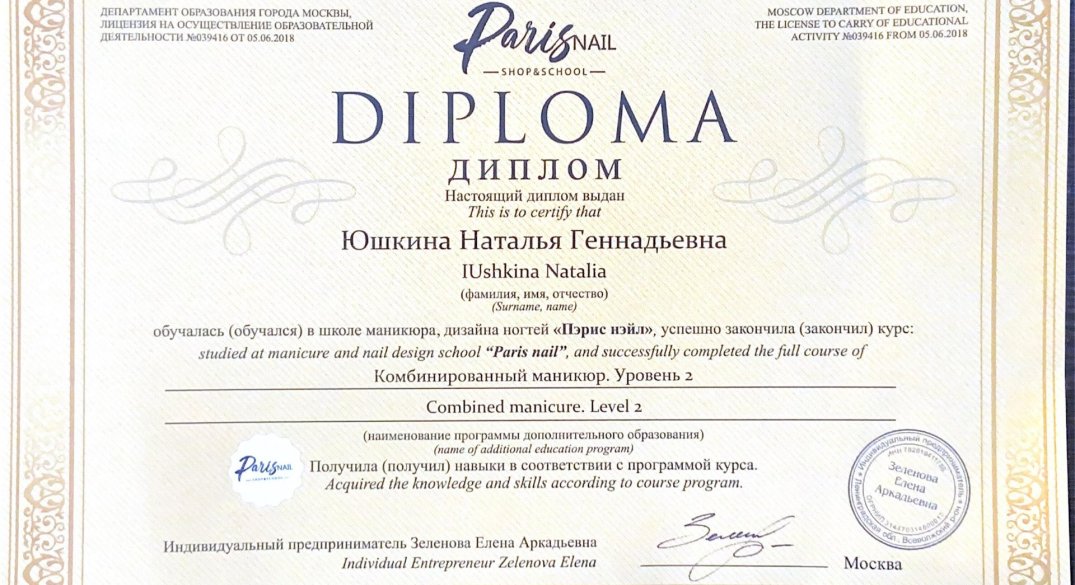 ДЕПАРТАМЕНТ ОБРАЗОВАНИЯ ГОРОДА МОСКВЫ,
ЛИЦЕНЗИЯ НА ОСУЩЕСТВЛЕНИЕ ОБРАЗОВАТЕЛЬНОЙ
ДЕЯТЕЛЬНОСТИ №039416 ОТ 05.06.2018
MOSCOW DEPARTMENT OF EDUCATION,
THE LICENSE TO CARRY OF EDUCATIONAL
ACTIVITY №039416 FROM 05.06.2018
Paris NAIL
SHOP&SCHOOL
DIPLOMA
ДИПЛОМ
Настоящий диплом выдан
This is to certify that
Юшкина Наталья Геннадьевна
IUshkina Natalia
(фамилия, имя, отчество)
(Surname, name)
обучалась (обучался) в школе маникюра, дизайна ногтей «Пэрис нэйл», успешно закончила (закончил) курс:
studied at manicure and nail design school “Paris nail”, and successfully completed the full course of
Комбинированный маникюр. Уровень 2
Combined manicure. Level 2
(наименование программы дополнительного образования)
(name of additional education program)
Paris NAIL
Получила (получил) навыки в соответствии с программой курса.
Acquired the knowledge and skills according to course program.
Индивидуальный предприниматель
Зеленова
Елена
Аркадьевна
Индивидуальный предприниматель Зеленова Елена Аркадьевна
Individual Entrepreneur Zelenova Elena
Москва